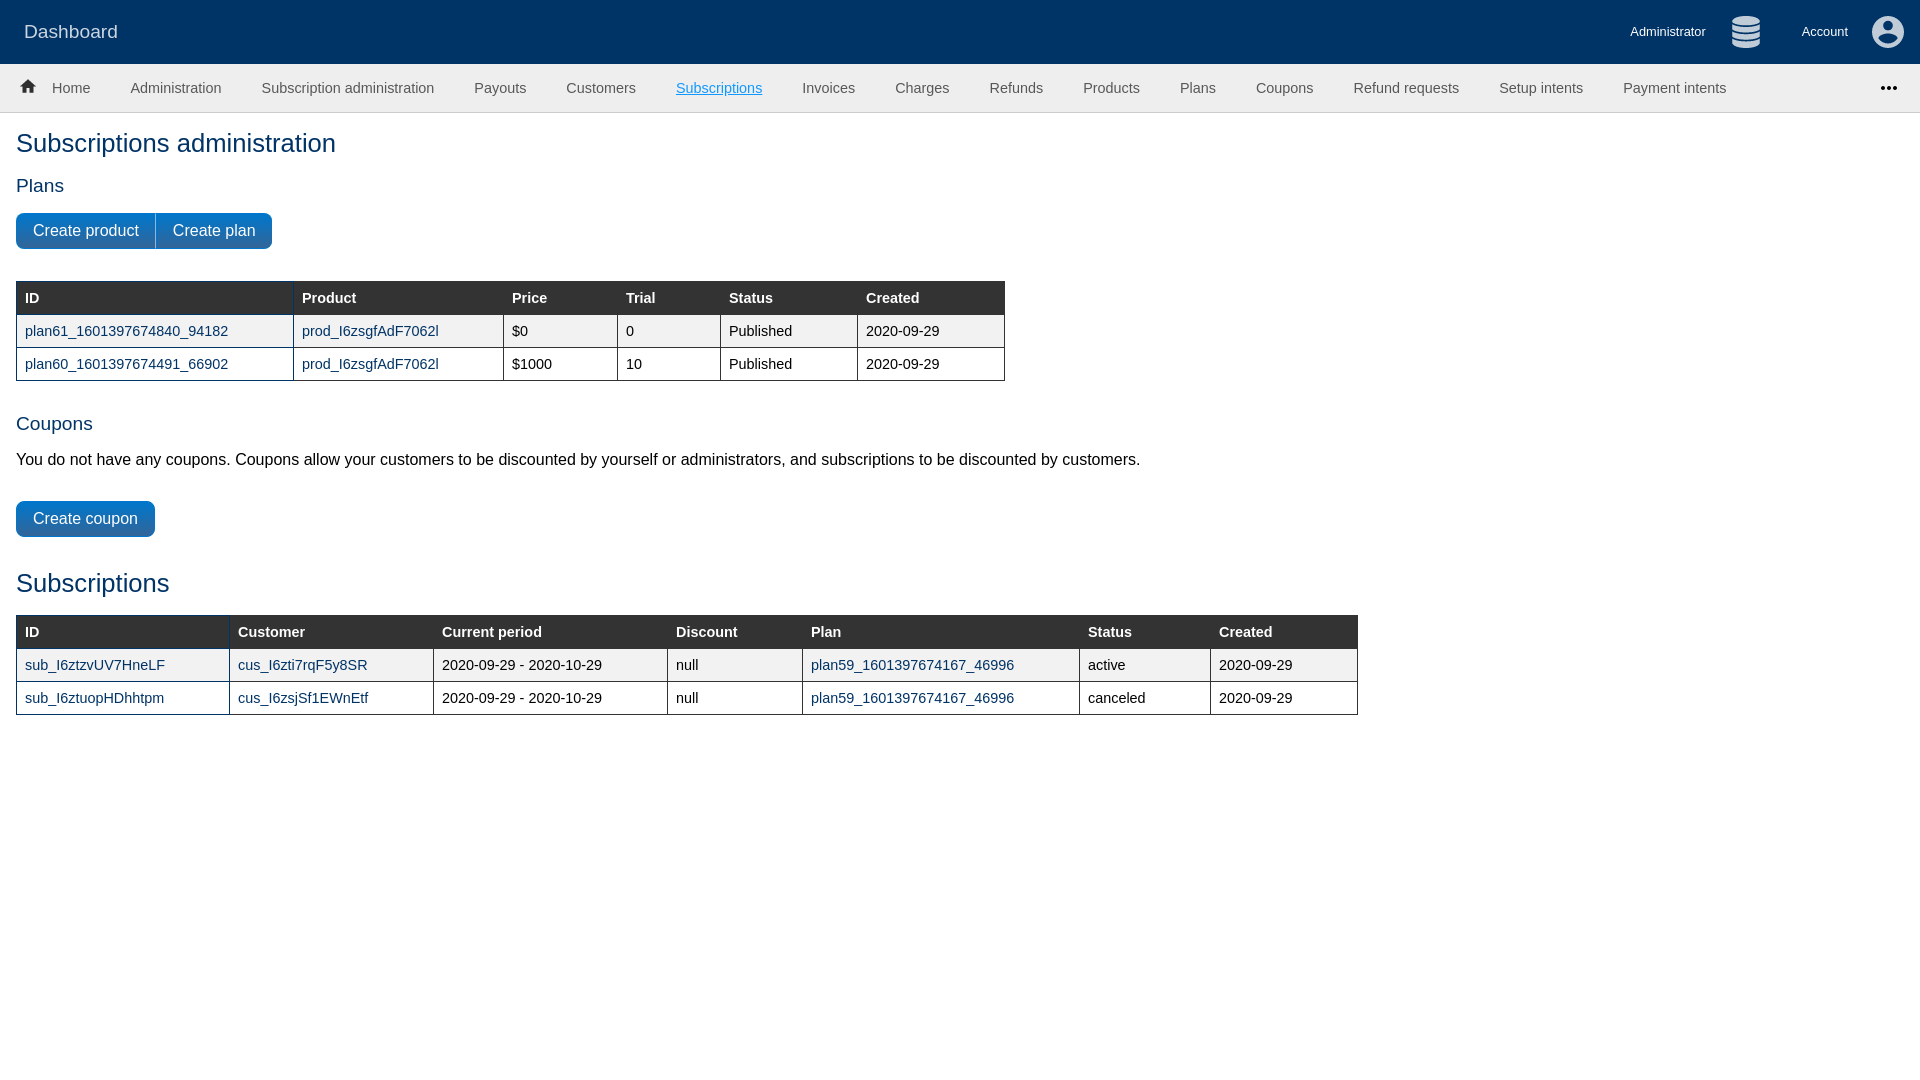 Dashboard Administrator Account
Home Administration Subscription administration Payouts Customers Subscriptions Invoices Charges Refunds Products Plans Coupons Refund requests Setup intents Payment intents
Subscriptions administration
Plans
Create product Create plan
ID Product Price Trial Status Created
plan61_1601397674840_94182 prod_I6zsgfAdF7062l $0 0 Published 2020-09-29
plan60_1601397674491_66902 prod_I6zsgfAdF7062l $1000 10 Published 2020-09-29
Coupons
You do not have any coupons. Coupons allow your customers to be discounted by yourself or administrators, and subscriptions to be discounted by customers.
Create coupon
Subscriptions
ID Customer Current period Discount Plan Status Created
sub_I6ztzvUV7HneLF cus_I6zti7rqF5y8SR 2020-09-29 - 2020-10-29 null plan59_1601397674167_46996 active 2020-09-29
sub_I6ztuopHDhhtpm cus_I6zsjSf1EWnEtf 2020-09-29 - 2020-10-29 null plan59_1601397674167_46996 canceled 2020-09-29